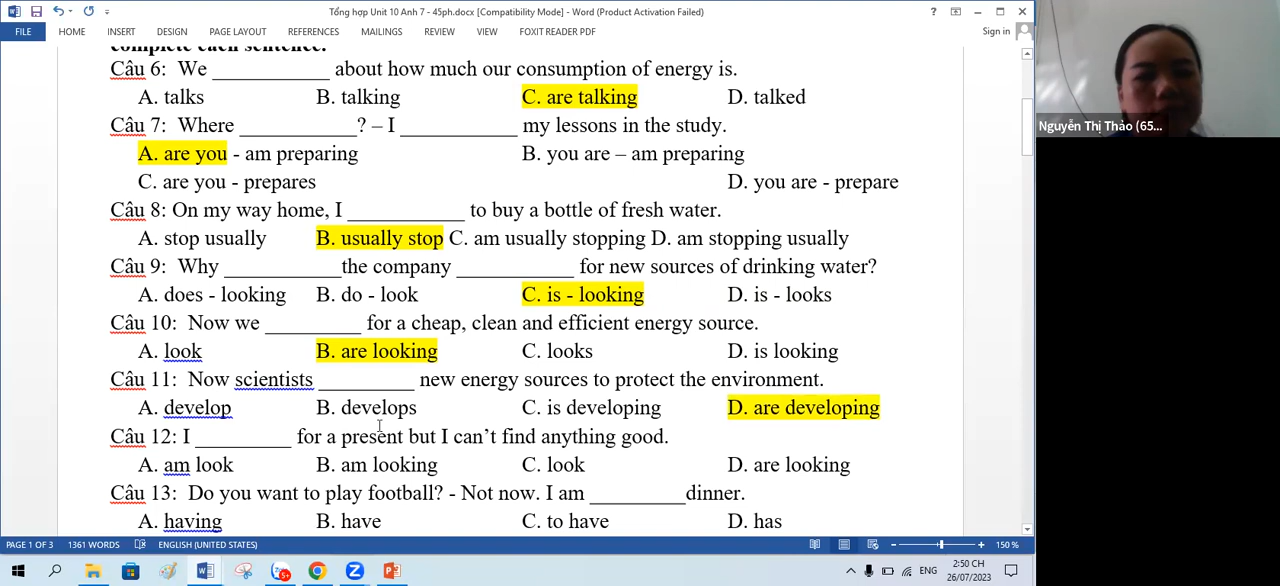 Tổng hợp Unit 10 Anh 7 - 45ph.docx [Compatibility Mode] - Word (Product Activation Failed)
FILE HOME INSERT DESIGN PAGE LAYOUT REFERENCES MAILINGS REVIEW VIEW FOXIT READER PDF Sign in
complete each sentence.
Câu 6: We ___________ about how much our consumption of energy is.
A. talks B. talking C. are talking D. talked
Câu 7: Where ___________? – I ___________ my lessons in the study.
A. are you - am preparing B. you are – am preparing
C. are you - prepares D. you are - prepare
Câu 8: On my way home, I ___________ to buy a bottle of fresh water.
A. stop usually B. usually stop C. am usually stopping D. am stopping usually
Câu 9: Why ___________the company ___________ for new sources of drinking water?
A. does - looking B. do - look C. is - looking D. is - looks
Câu 10: Now we _________ for a cheap, clean and efficient energy source.
A. look B. are looking C. looks D. is looking
Câu 11: Now scientists _________ new energy sources to protect the environment.
A. develop B. develops C. is developing D. are developing
Câu 12: I _________ for a present but I can’t find anything good.
A. am look B. am looking C. look D. are looking
Câu 13: Do you want to play football? - Not now. I am _________dinner.
A. having B. have C. to have D. has
PAGE 1 OF 3 1361 WORDS ENGLISH (UNITED STATES) 150 %
ENG 2:50 CH
26/07/2023
Nguyễn Thị Thảo (65...